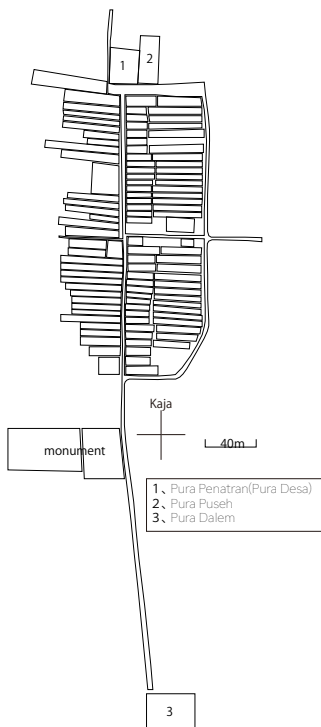 1
2
Kaja
monument
40m
1、Pura Penatran(Pura Desa)
2、Pura Puseh
3、Pura Dalem
3